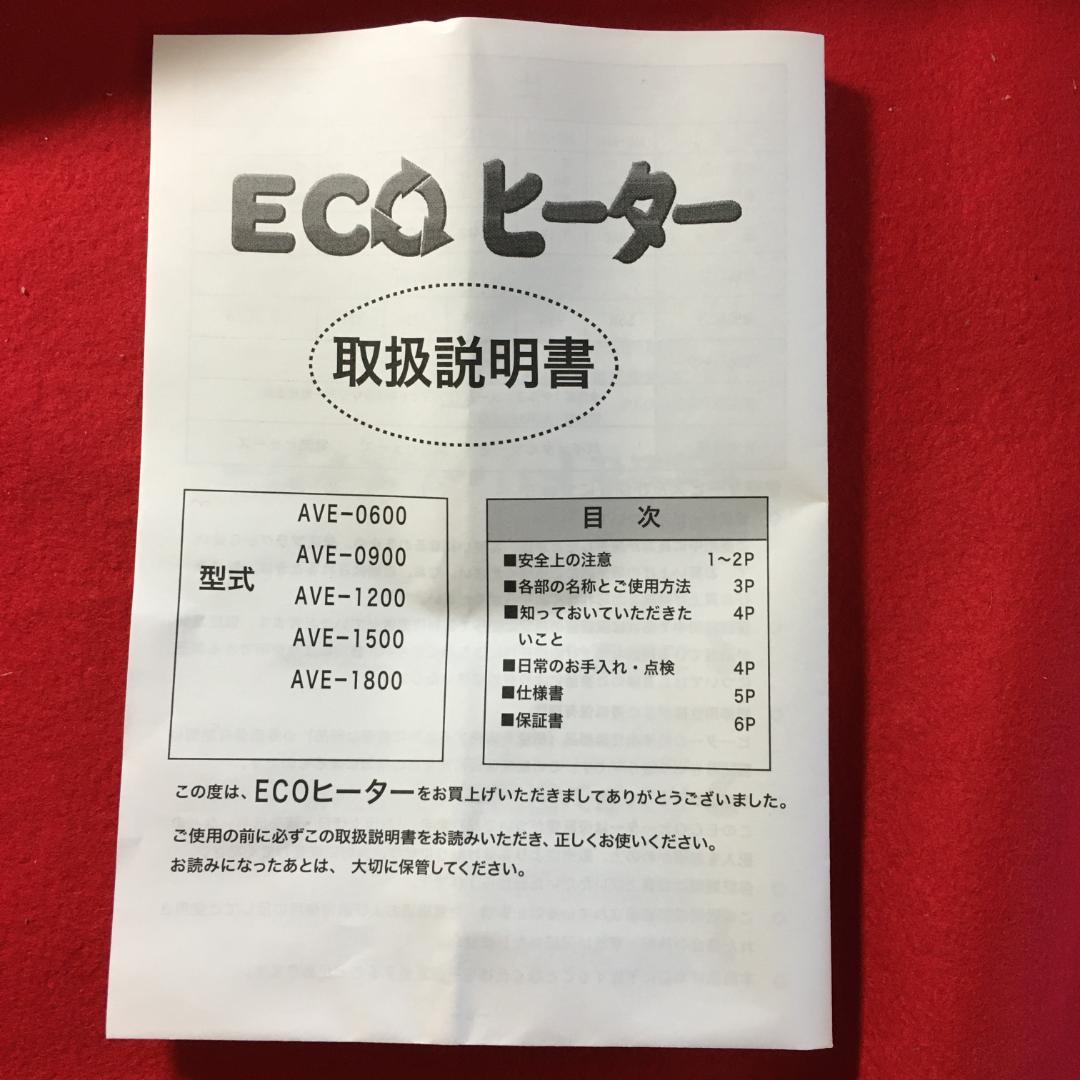 ECOヒーター
取扱説明書
型式
AVE-0600
AVE-0900
AVE-1200
AVE-1500
AVE-1800
目 次
■安全上の注意 1～2P
■各部の名称とご使用方法 3P
■知っておいていただきた 4P
いこと
■日常のお手入れ・点検 4P
■仕様書 5P
■保証書 6P
この度は、ECOヒーターをお買上げいただきましてありがとうございました。
ご使用の前に必ずこの取扱説明書をお読みいただき、正しくお使いください。
お読みになったあとは、 大切に保管してください。